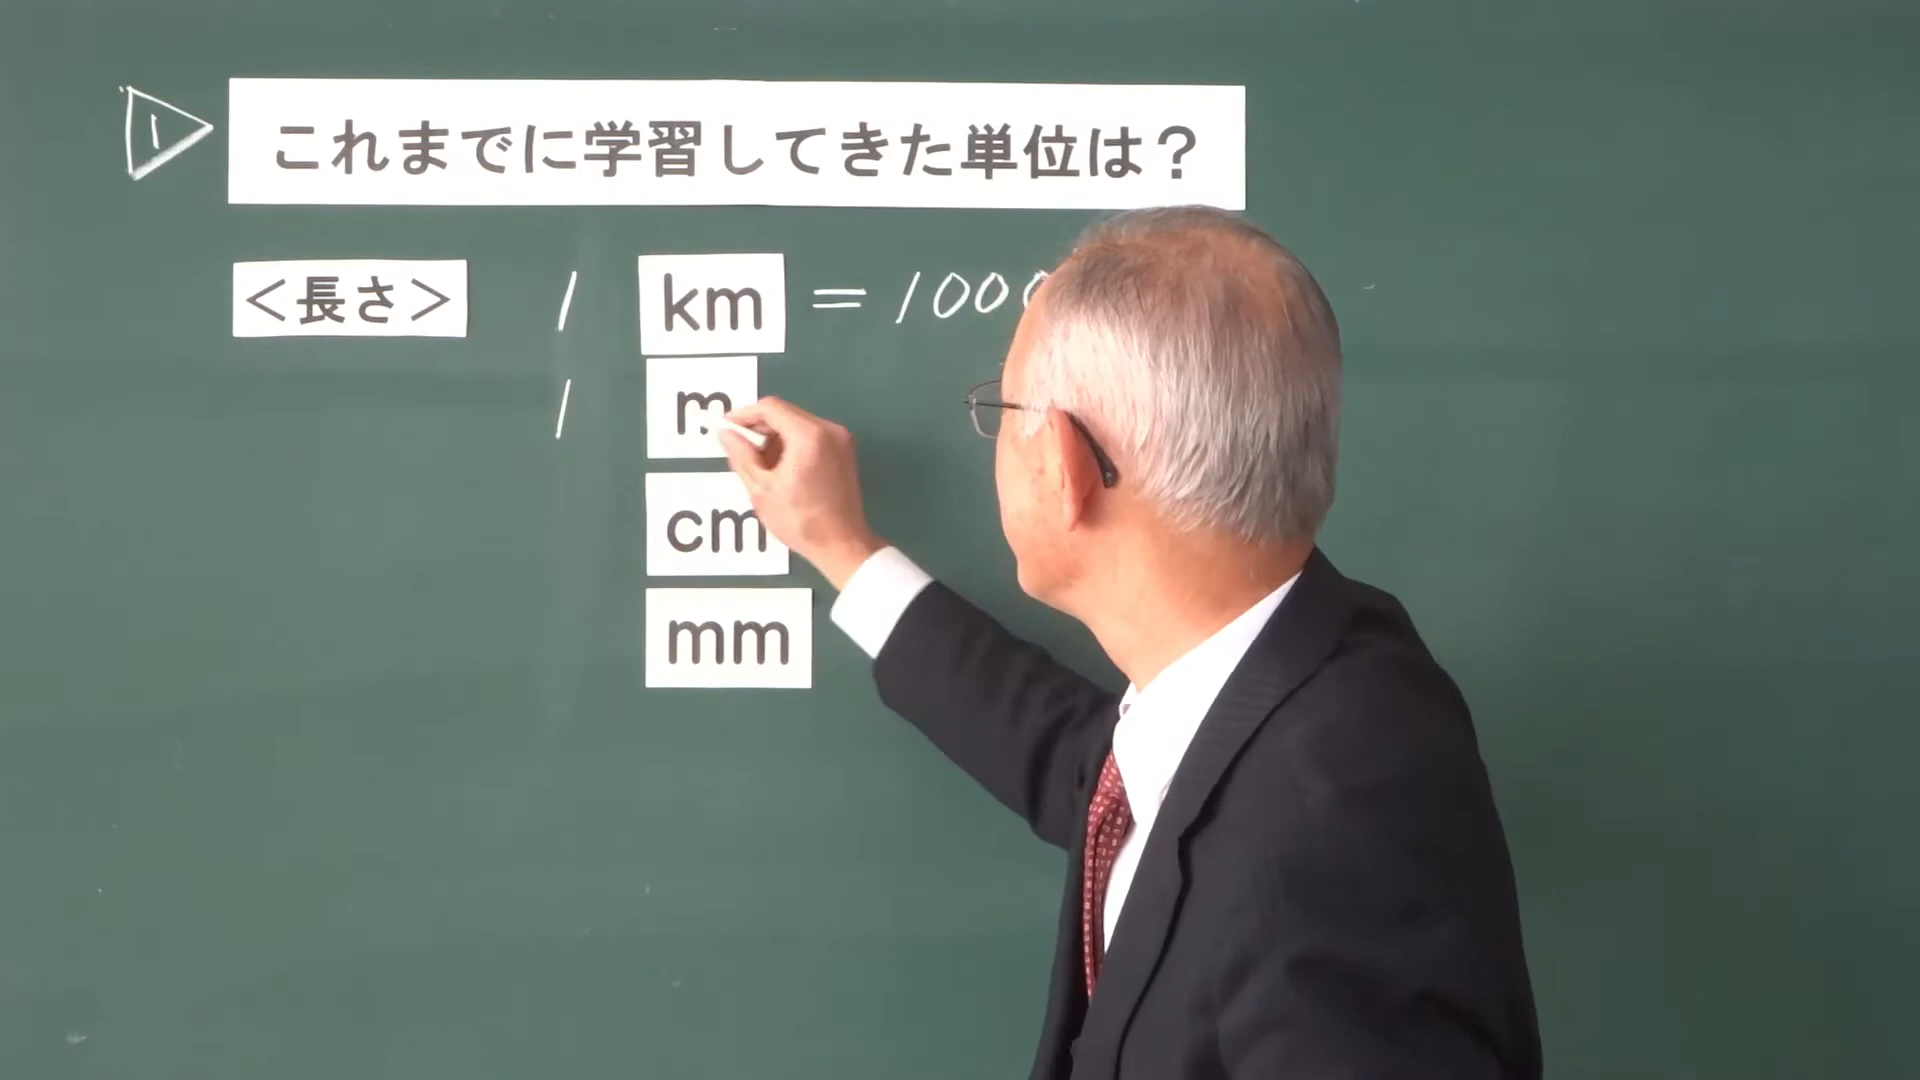 1 これまでに学習してきた単位は？
＜長さ＞ 1 km = 100
1 m
cm
mm